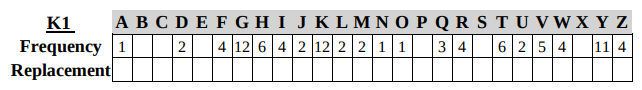 K1 A B C D E F G H I J K L M N O P Q R S T U V W X Y Z
Frequency 1 2 4 12 6 4 2 12 2 2 1 1 3 4 6 2 5 4 11 4
Replacement